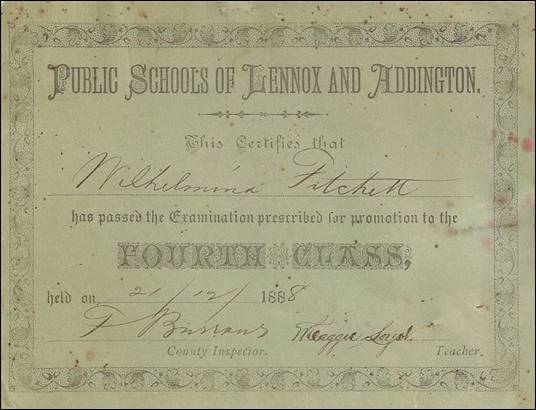 PUBLIC SCHOOLS OF LENNOX AND ADDINGTON.
This Certifies that
Wilhelmina Fitchett
has passed the Examination prescribed for promotion to the
FOURTH CLASS,
held on 21/12/ 1888
F Burrows Maggie
County Inspector. Teacher.